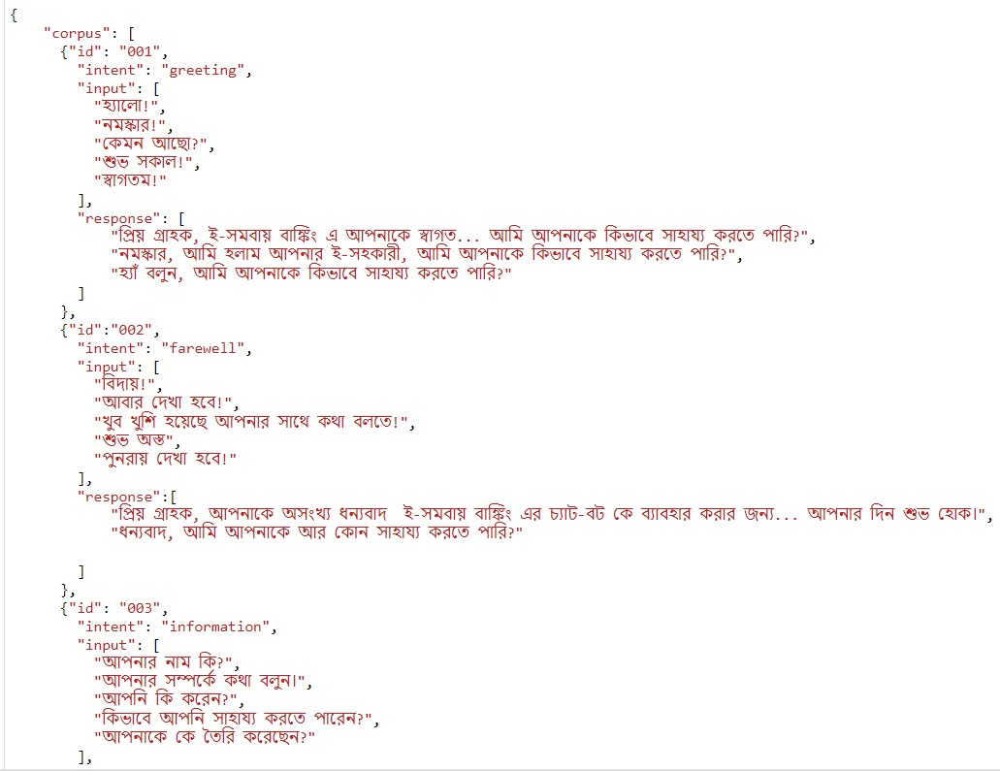 {
"corpus": [
{"id": "001",
"intent": "greeting",
"input": [
"হ্যালো!",
"নমস্কার!",
"কেমন আছো?",
"শুভ সকাল!",
"স্বাগতম!"
],
"response": [
"প্রিয় গ্রাহক, ই-সমবায় বাঙ্কিং এ আপনাকে স্বাগত... আমি আপনাকে কিভাবে সাহায্য করতে পারি?",
"নমস্কার, আমি হলাম আপনার ই-সহকারী, আমি আপনাকে কিভাবে সাহায্য করতে পারি?",
"হ্যাঁ বলুন, আমি আপনাকে কিভাবে সাহায্য করতে পারি?"
]
},
{"id":"002",
"intent": "farewell",
"input": [
"বিদায়!",
"আবার দেখা হবে!",
"খুব খুশি হয়েছে আপনার সাথে কথা বলতে!",
"শুভ অস্ত",
"পুনরায় দেখা হবে!"
],
"response":[
"প্রিয় গ্রাহক, আপনাকে অসংখ্য ধন্যবাদ  ই-সমবায় বাঙ্কিং এর চ্যাট-বট কে ব্যাবহার করার জন্য... আপনার দিন শুভ হোক।",
"ধন্যবাদ, আমি আপনাকে আর কোন সাহায্য করতে পারি?"
]
},
{"id": "003",
"intent": "information",
"input": [
"আপনার নাম কি?",
"আপনার সম্পর্কে কথা বলুন।",
"আপনি কি করেন?",
"কিভাবে আপনি সাহায্য করতে পারেন?",
"আপনাকে কে তৈরি করেছেন?"
],